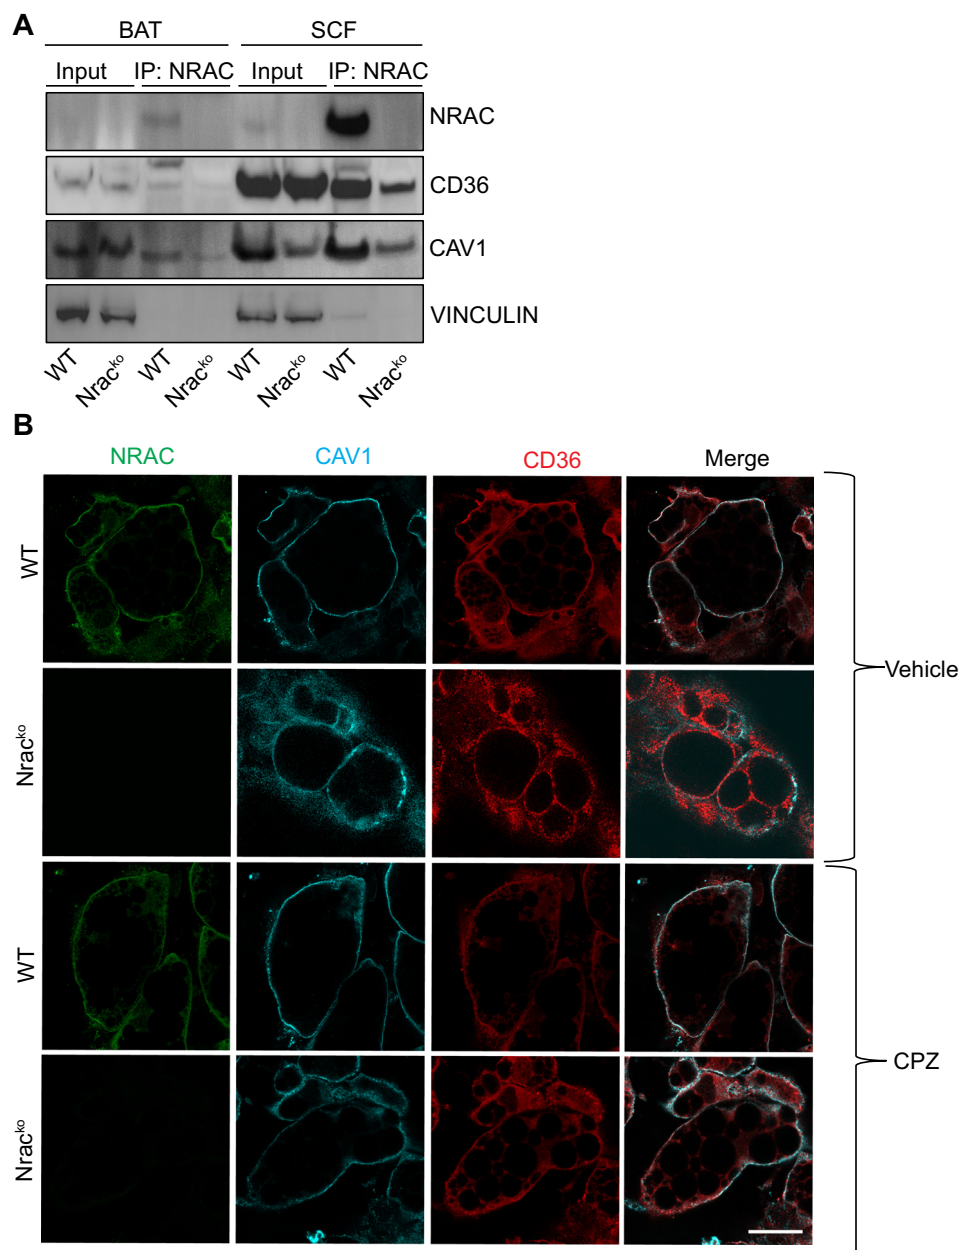 A
BAT SCF
Input IP: NRAC Input IP: NRAC
NRAC
CD36
CAV1
VINCULIN
WT Nracko WT Nracko WT Nracko WT Nracko
B
NRAC CAV1 CD36 Merge
WT
Vehicle
Nracko
WT
CPZ
Nracko